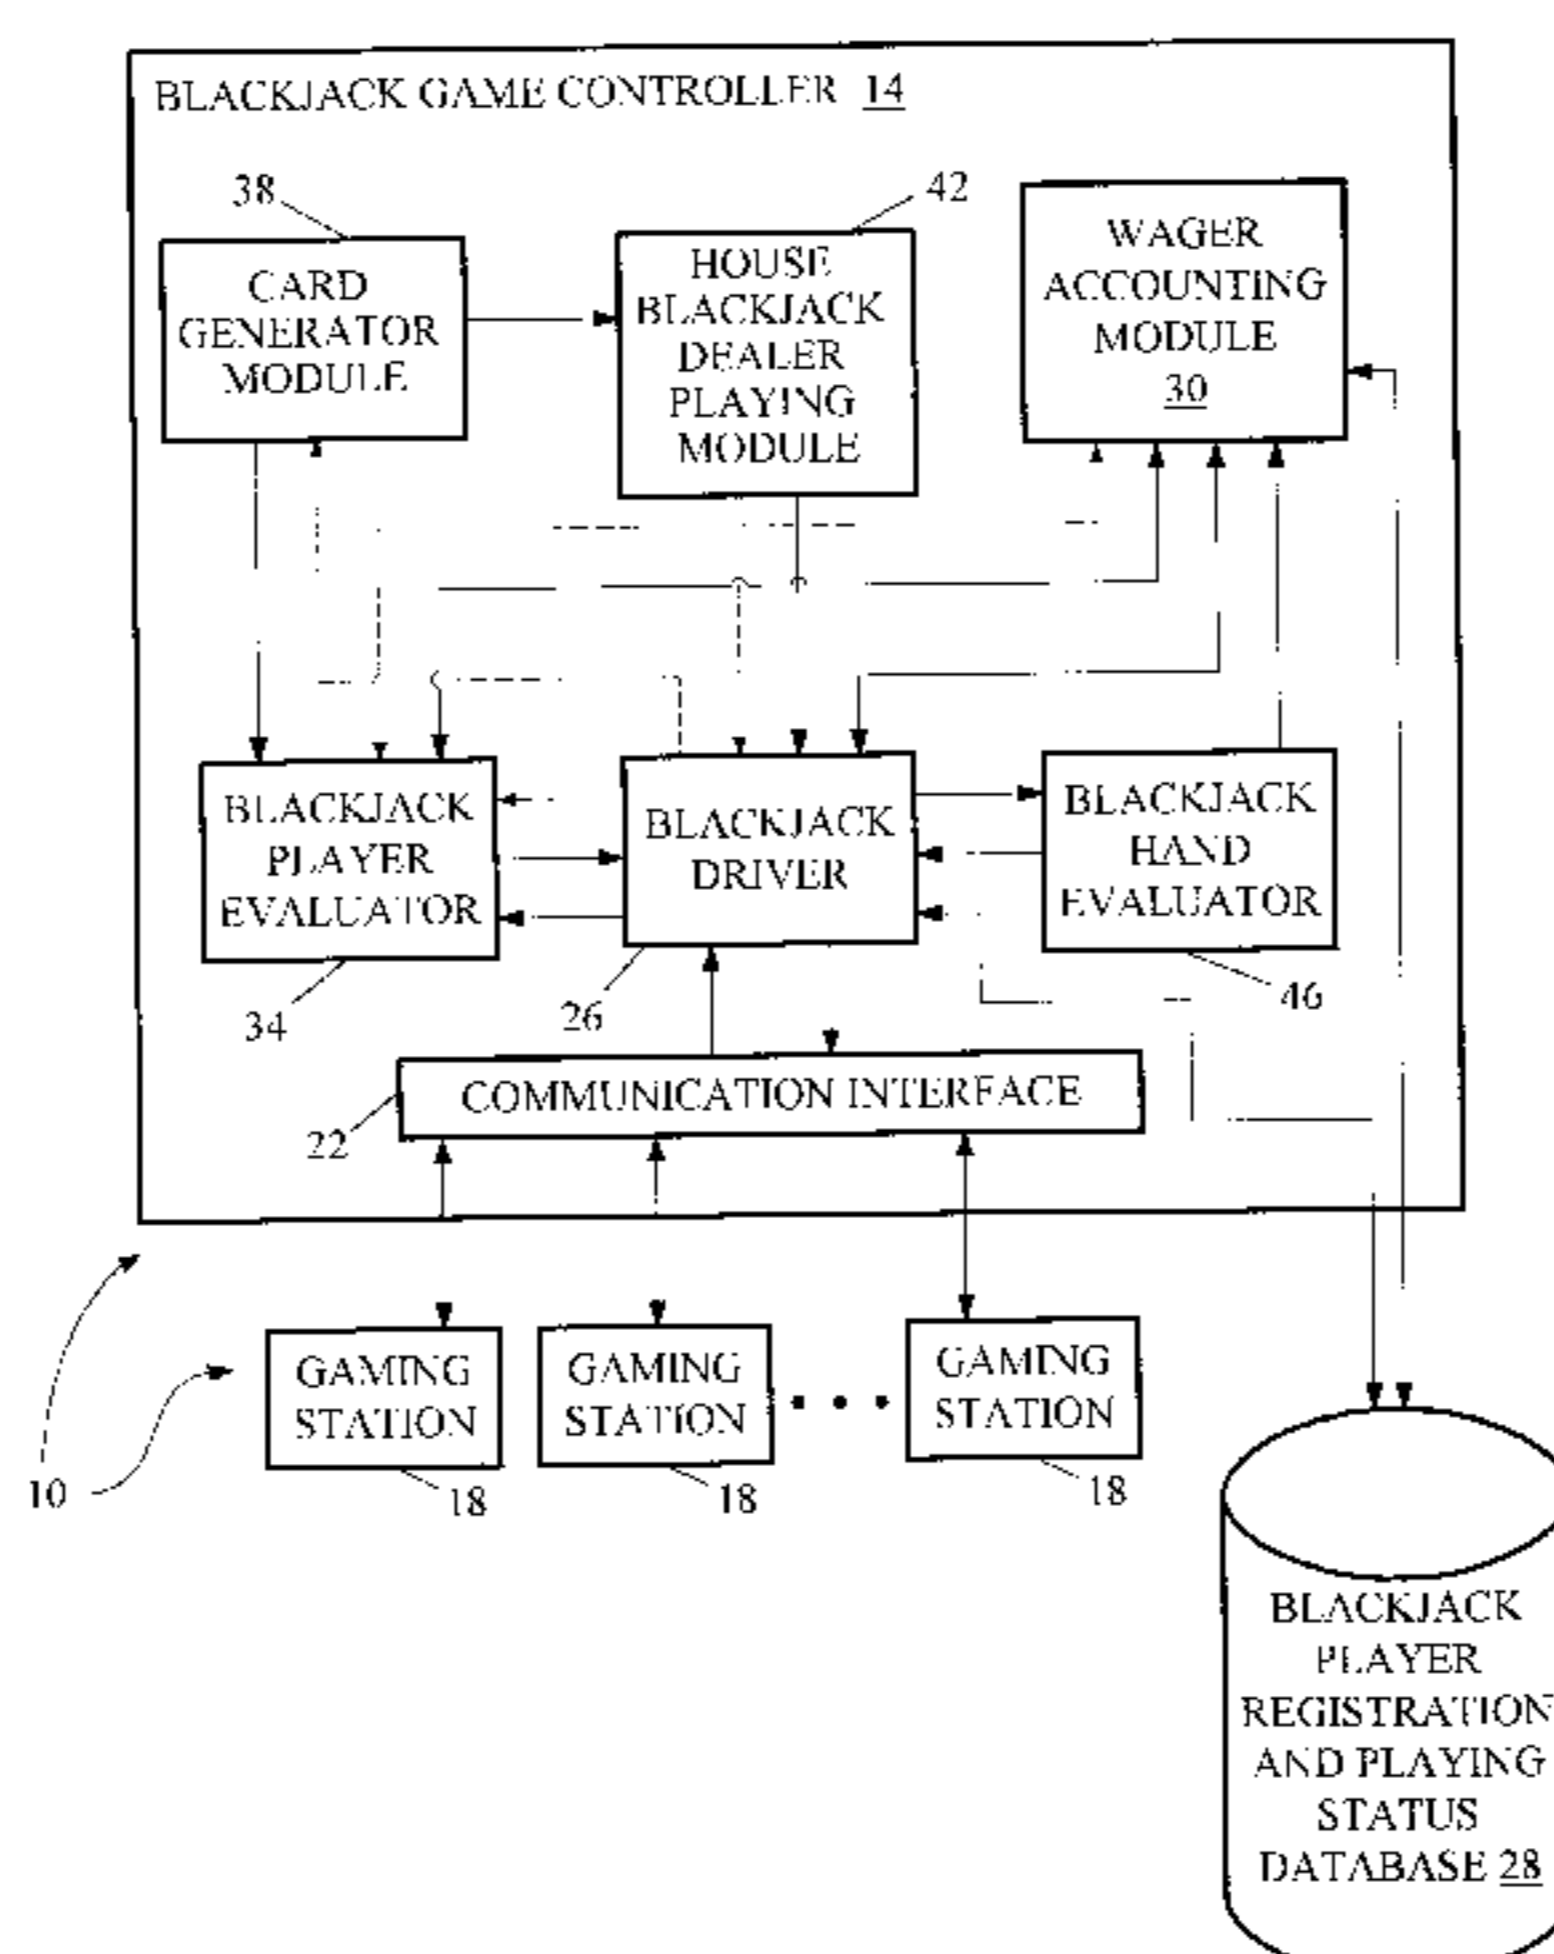 BLACKJACK GAME CONTROLLER 14
38
CARD
GENERATOR
MODULE
42
HOUSE
BLACKJACK
DEALER
PLAYING
MODULE
WAGER
ACCOUNTING
MODULE
30
BLACKJACK
PLAYER
EVALUATOR
34
BLACKJACK
DRIVER
26
BLACKJACK
HAND
EVALUATOR
46
COMMUNICATION INTERFACE
22
10
GAMING
STATION
18
GAMING
STATION
18
GAMING
STATION
18
BLACKJACK
PLAYER
REGISTRATION
AND PLAYING
STATUS
DATABASE 28